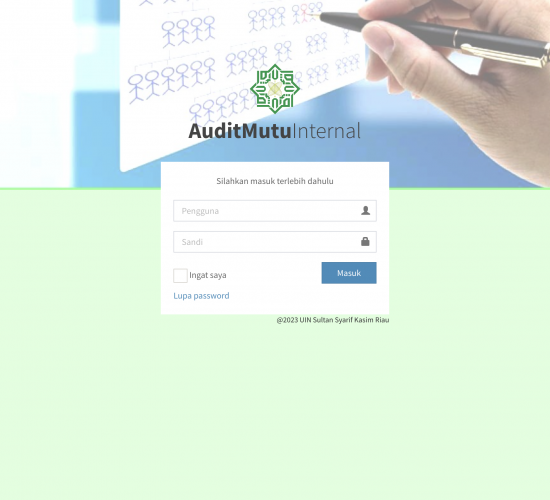 AuditMutuInternal
Silahkan masuk terlebih dahulu
Pengguna
Sandi
Ingat saya
Masuk
Lupa password
@2023 UIN Sultan Syarif Kasim Riau